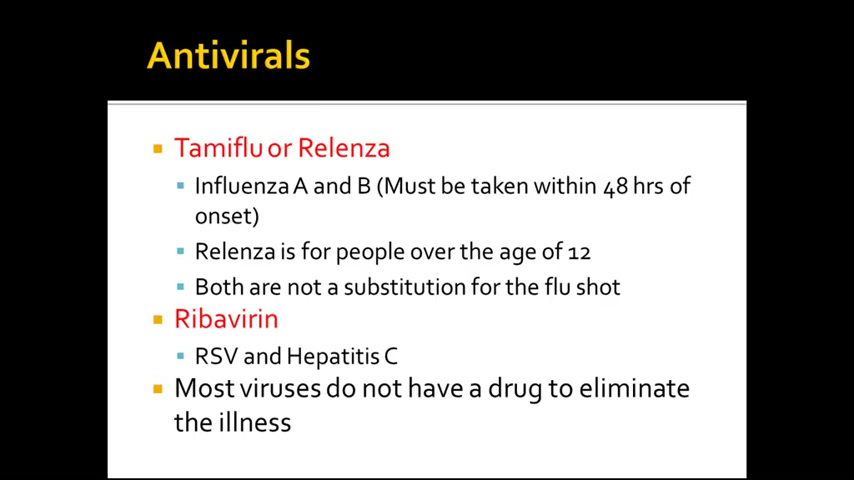 Antivirals
Tamiflu or Relenza
Influenza A and B (Must be taken within 48 hrs of
onset)
Relenza is for people over the age of 12
Both are not a substitution for the flu shot
Ribavirin
RSV and Hepatitis C
Most viruses do not have a drug to eliminate
the illness